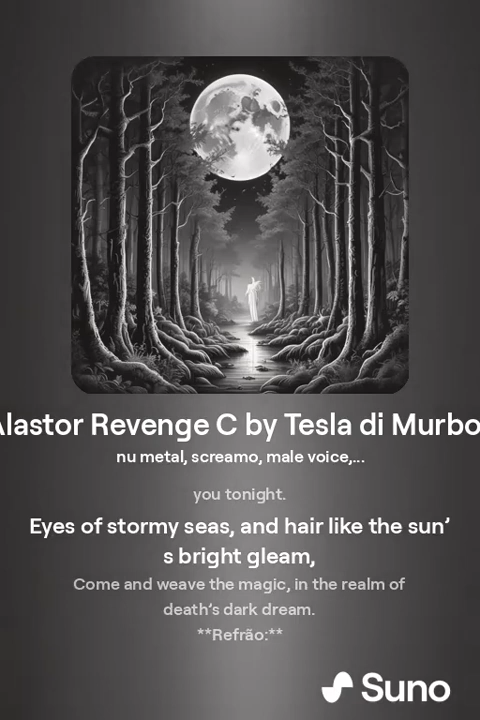 Alastor Revenge C by Tesla di Murbo
nu metal, screamo, male voice,...
you tonight.
Eyes of stormy seas, and hair like the sun’
s bright gleam,
Come and weave the magic, in the realm of
death’s dark dream.
**Refrão:**
Suno